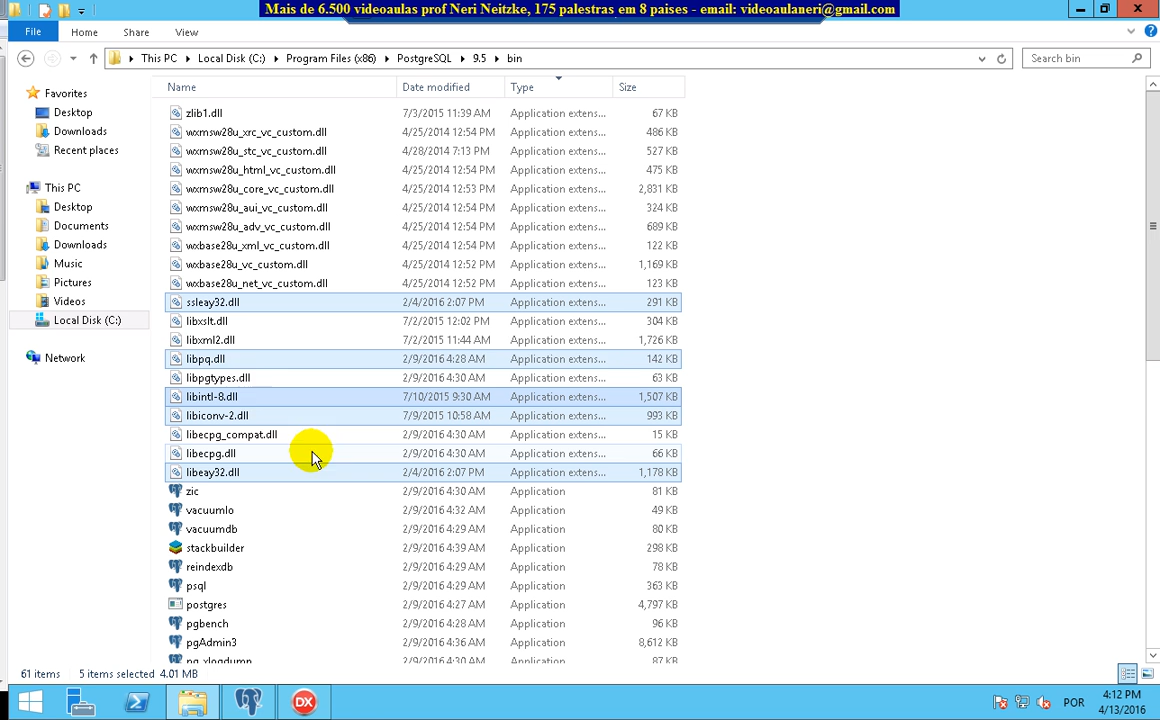 Mais de 6.500 videoaulas prof Neri Neitzke, 175 palestras em 8 paises - email: videoaulaneri@gmail.com
File Home Share View
This PC Local Disk (C:) Program Files (x86) PostgreSQL 9.5 bin Search bin
Name Date modified Type Size
Favorites
Desktop
Downloads
Recent places
This PC
Desktop
Documents
Downloads
Music
Pictures
Videos
Local Disk (C:)
Network
zlib1.dll 7/3/2015 11:39 AM Application extens... 67 KB
wxmsw28u_xrc_vc_custom.dll 4/25/2014 12:54 PM Application extens... 486 KB
wxmsw28u_stc_vc_custom.dll 4/28/2014 7:13 PM Application extens... 527 KB
wxmsw28u_html_vc_custom.dll 4/25/2014 12:54 PM Application extens... 475 KB
wxmsw28u_core_vc_custom.dll 4/25/2014 12:53 PM Application extens... 2,831 KB
wxmsw28u_aui_vc_custom.dll 4/25/2014 12:54 PM Application extens... 324 KB
wxmsw28u_adv_vc_custom.dll 4/25/2014 12:54 PM Application extens... 689 KB
wxbase28u_xml_vc_custom.dll 4/25/2014 12:54 PM Application extens... 122 KB
wxbase28u_vc_custom.dll 4/25/2014 12:52 PM Application extens... 1,169 KB
wxbase28u_net_vc_custom.dll 4/25/2014 12:52 PM Application extens... 123 KB
ssleay32.dll 2/4/2016 2:07 PM Application extens... 291 KB
libxslt.dll 7/2/2015 12:02 PM Application extens... 304 KB
libxml2.dll 7/2/2015 11:44 AM Application extens... 1,726 KB
libpq.dll 2/9/2016 4:28 AM Application extens... 142 KB
libpgtypes.dll 2/9/2016 4:30 AM Application extens... 63 KB
libintl-8.dll 7/10/2015 9:30 AM Application extens... 1,507 KB
libiconv-2.dll 7/9/2015 10:58 AM Application extens... 993 KB
libecpg_compat.dll 2/9/2016 4:30 AM Application extens... 15 KB
libecpg.dll 2/9/2016 4:30 AM Application extens... 66 KB
libeay32.dll 2/4/2016 2:07 PM Application extens... 1,178 KB
zic 2/9/2016 4:30 AM Application 81 KB
vacuumlo 2/9/2016 4:32 AM Application 49 KB
vacuumdb 2/9/2016 4:29 AM Application 80 KB
stackbuilder 2/9/2016 4:39 AM Application 298 KB
reindexdb 2/9/2016 4:29 AM Application 78 KB
psql 2/9/2016 4:29 AM Application 363 KB
postgres 2/9/2016 4:27 AM Application 4,797 KB
pgbench 2/9/2016 4:29 AM Application 96 KB
pgAdmin3 2/9/2016 4:36 AM Application 8,612 KB
pg_xlogdump 2/9/2016 4:30 AM Application 87 KB
61 items 5 items selected 4.01 MB
DX POR 4:12 PM
4/13/2016